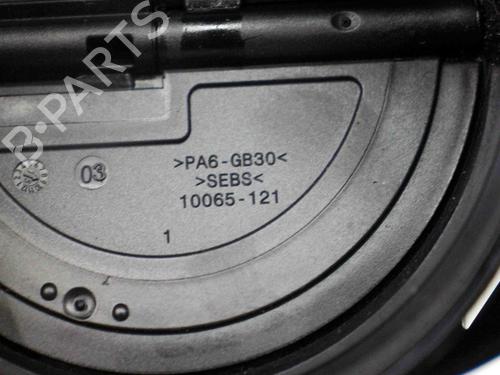 B-PARTS
03
>PA6-GB30<
>SEBS<
10065-121
1